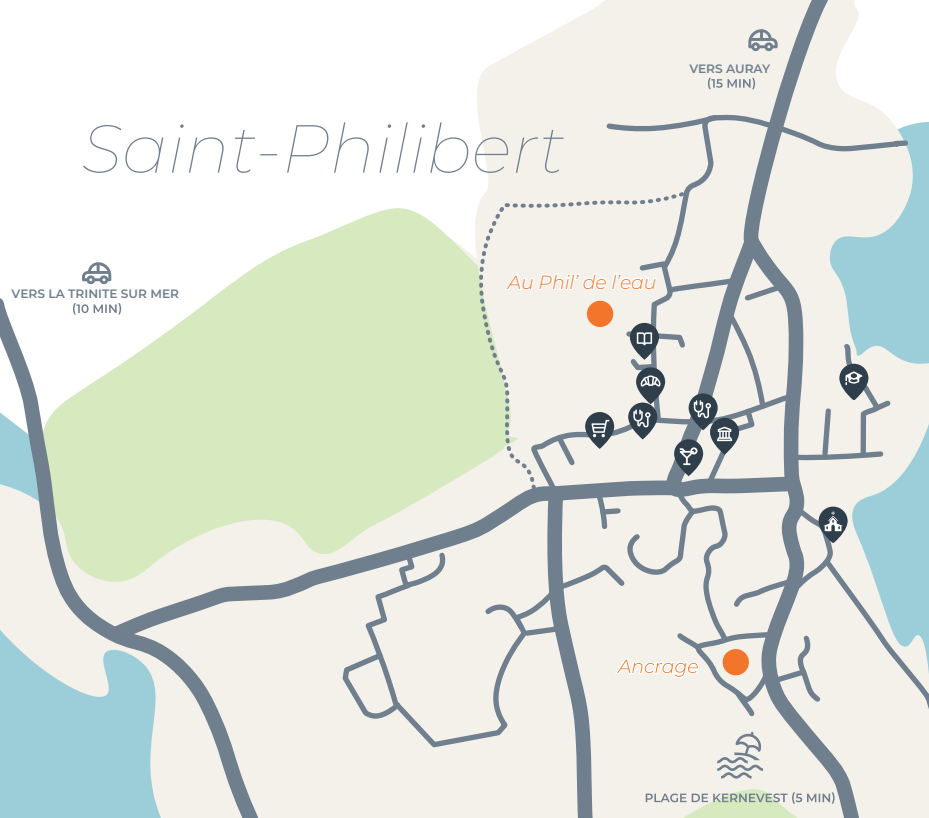 VERS AURAY
(15 MIN)
Saint-Philibert
VERS LA TRINITE SUR MER
(10 MIN)
Au Phil' de l'eau
Ancrage
PLAGE DE KERNEVEST (5 MIN)